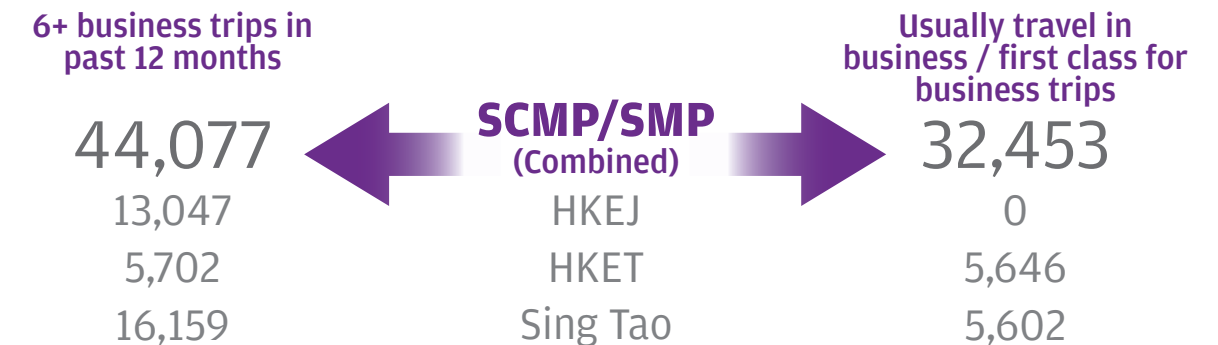 6+ business trips in
past 12 months
Usually travel in
business / first class for
business trips
44,077
SCMP/SMP
(Combined)
32,453
13,047 HKEJ 0
5,702 HKET 5,646
16,159 Sing Tao 5,602